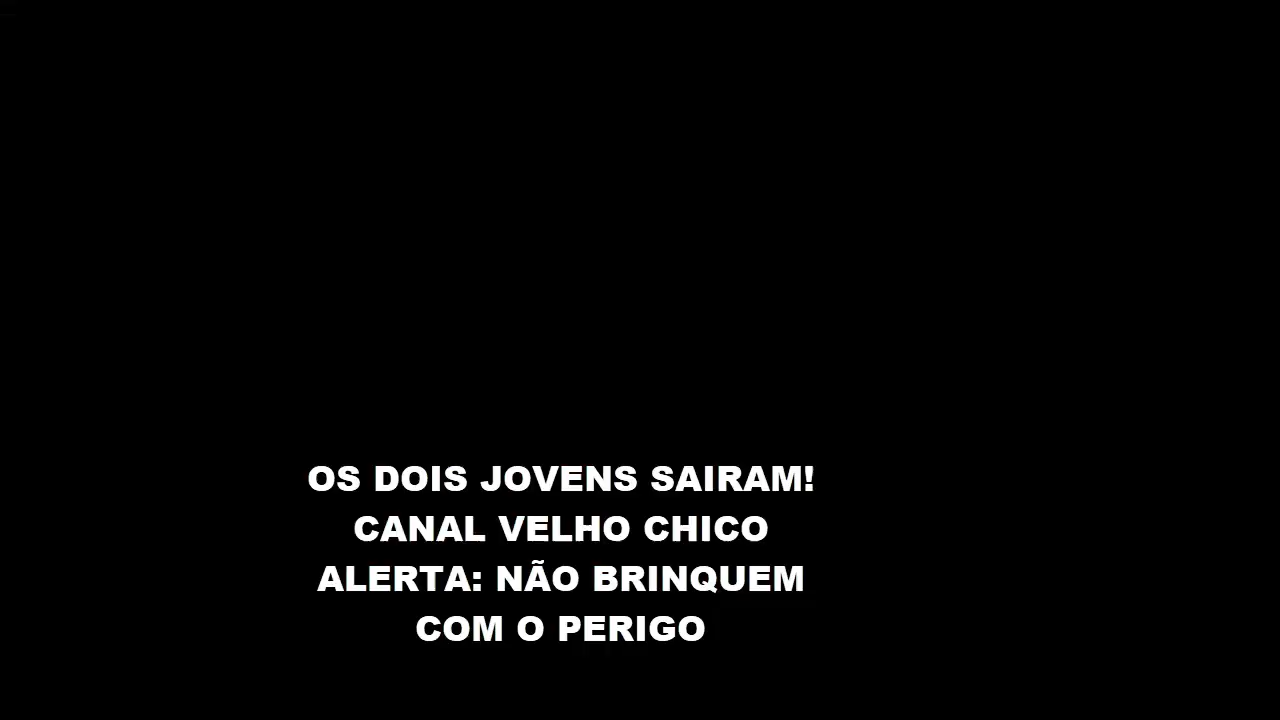 OS DOIS JOVENS SAIRAM!
CANAL VELHO CHICO
ALERTA: NÃO BRINQUEM
COM O PERIGO